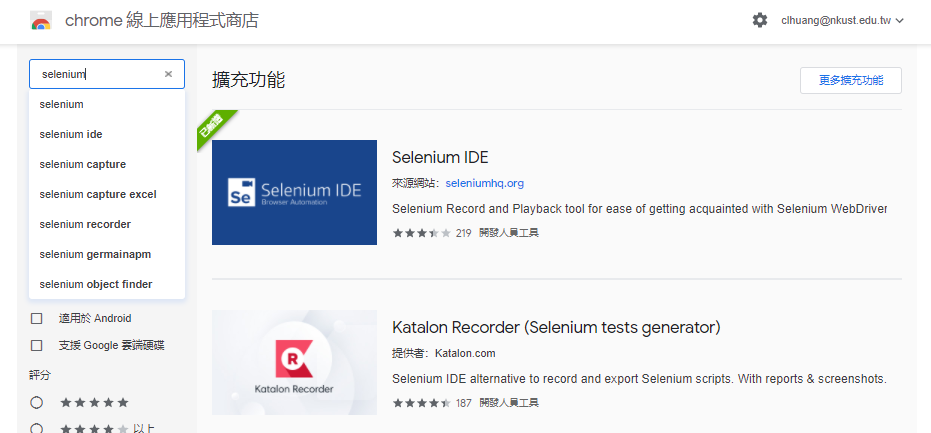 chrome 線上應用程式商店
clhuang@nkust.edu.tw
selenium
selenium
selenium ide
selenium capture
selenium capture excel
selenium recorder
selenium germainapm
selenium object finder
適用於 Android
支援 Google 雲端硬碟
評分
以上
擴充功能
更多擴充功能
已新增
Se Selenium IDE
Browser Automation
Selenium IDE
來源網站: seleniumhq.org
Selenium Record and Playback tool for ease of getting acquainted with Selenium WebDriver
219 開發人員工具
Katalon Recorder
Katalon Recorder (Selenium tests generator)
提供者: Katalon.com
Selenium IDE alternative to record and export Selenium scripts. With reports & screenshots.
187 開發人員工具